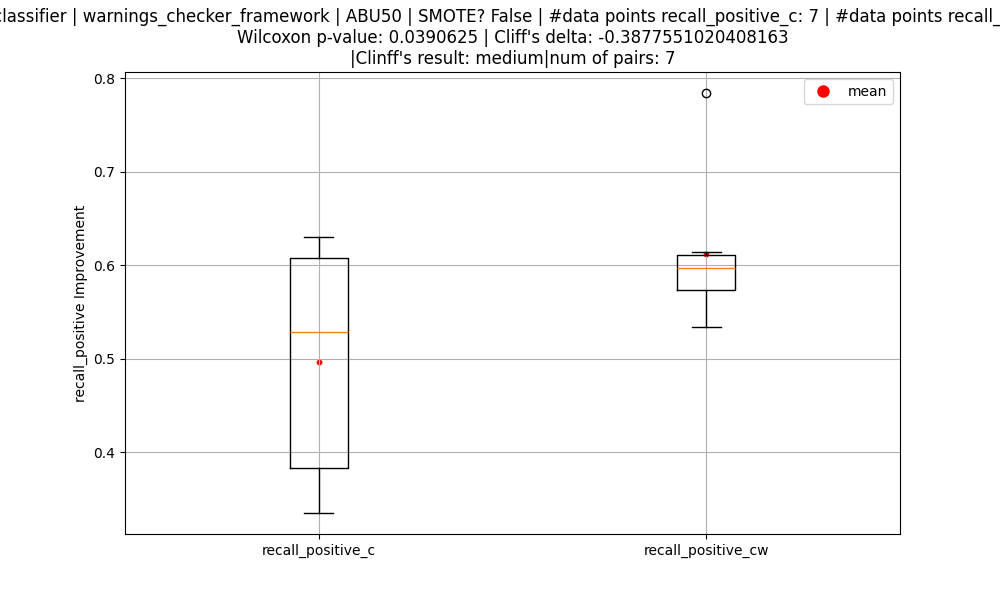 classifier | warnings_checker_framework | ABU50 | SMOTE? False | #data points recall_positive_c: 7 | #data points recall_
Wilcoxon p-value: 0.0390625 | Cliff's delta: -0.3877551020408163
|Clinff's result: medium|num of pairs: 7
mean
recall_positive Improvement
0.8
0.7
0.6
0.5
0.4
recall_positive_c
recall_positive_cw